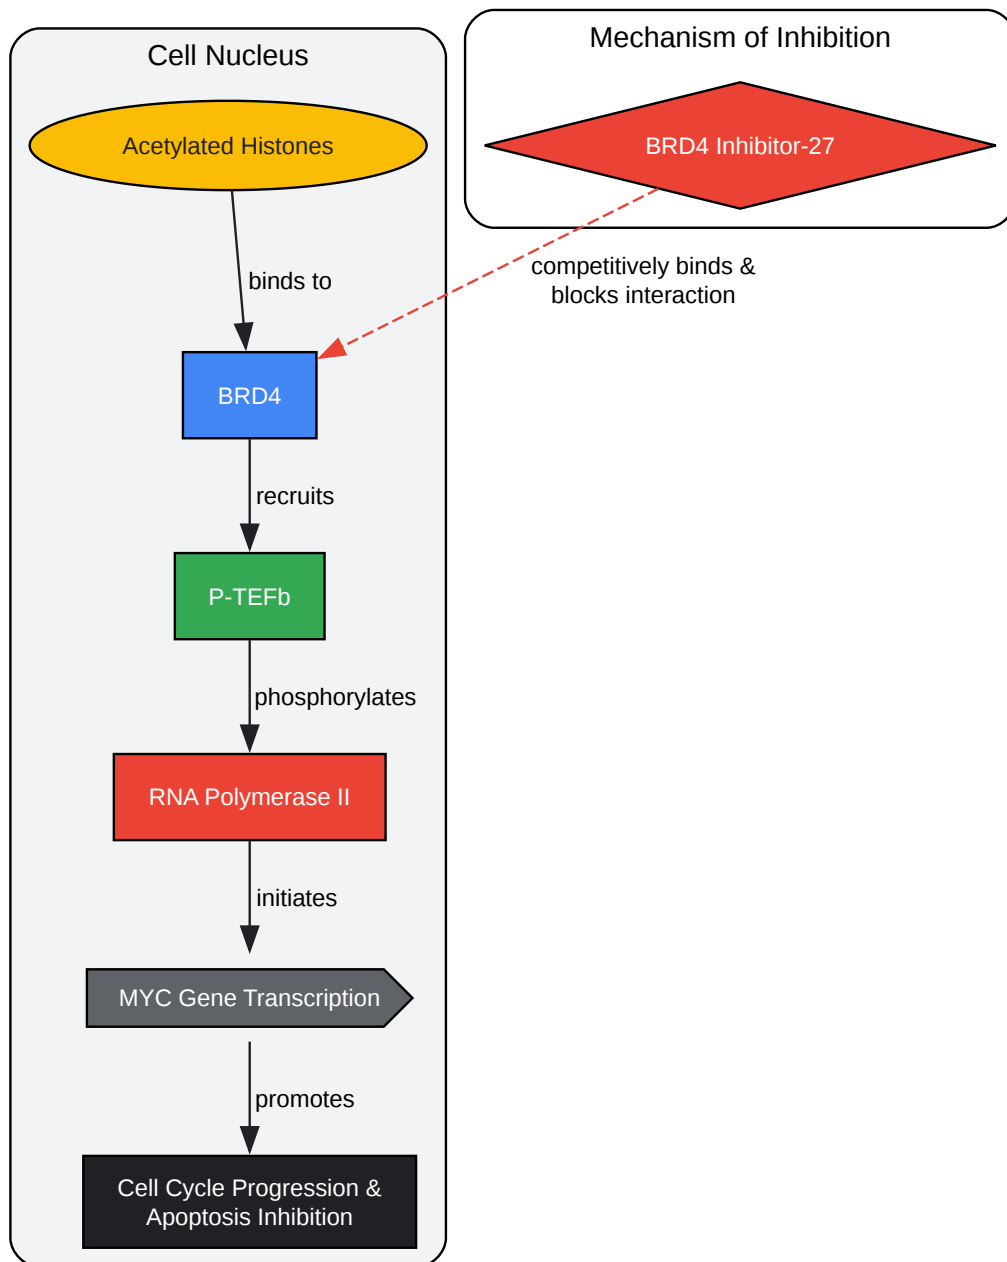 Cell Nucleus
Mechanism of Inhibition
Acetylated Histones
BRD4 Inhibitor-27
binds to
competitively binds &
blocks interaction
BRD4
recruits
P-TEFb
phosphorylates
RNA Polymerase II
initiates
MYC Gene Transcription
promotes
Cell Cycle Progression &
Apoptosis Inhibition